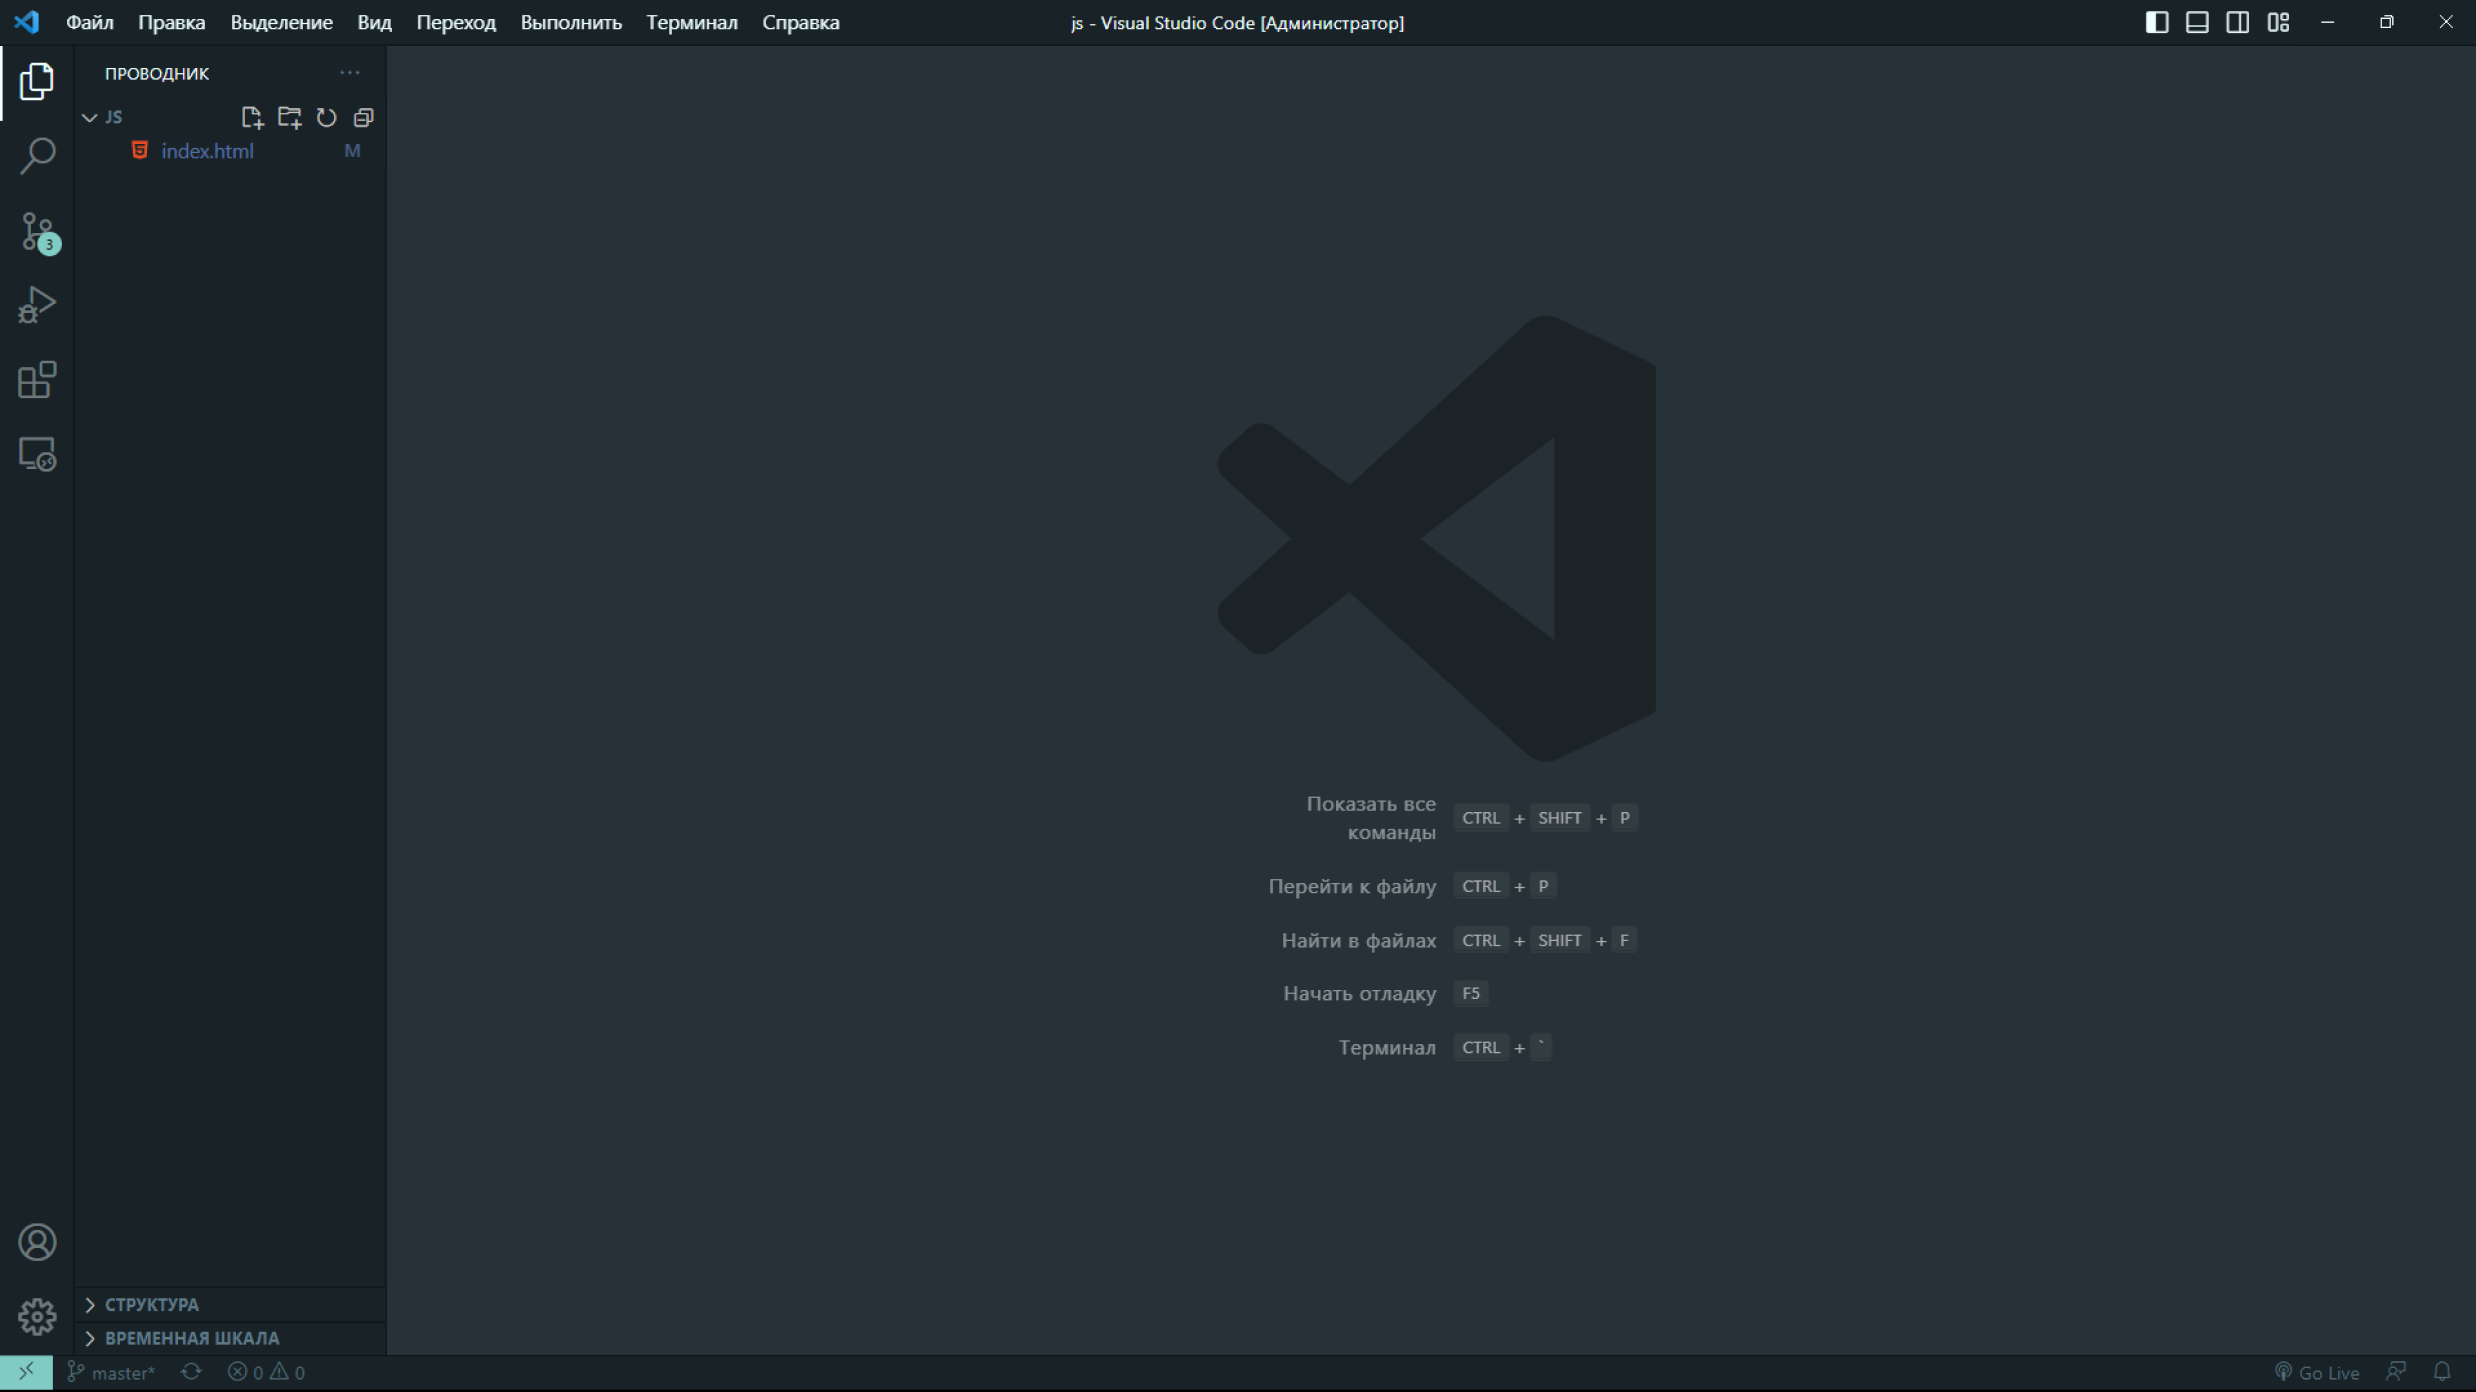 Файл Правка Выделение Вид Переход Выполнить Терминал Справка
js - Visual Studio Code [Администратор]
ПРОВОДНИК
JS
index.html M
3
Показать все
команды CTRL + SHIFT + P
Перейти к файлу CTRL + P
Найти в файлах CTRL + SHIFT + F
Начать отладку F5
Терминал CTRL + `
СТРУКТУРА
ВРЕМЕННАЯ ШКАЛА
master* 0 0
Go Live